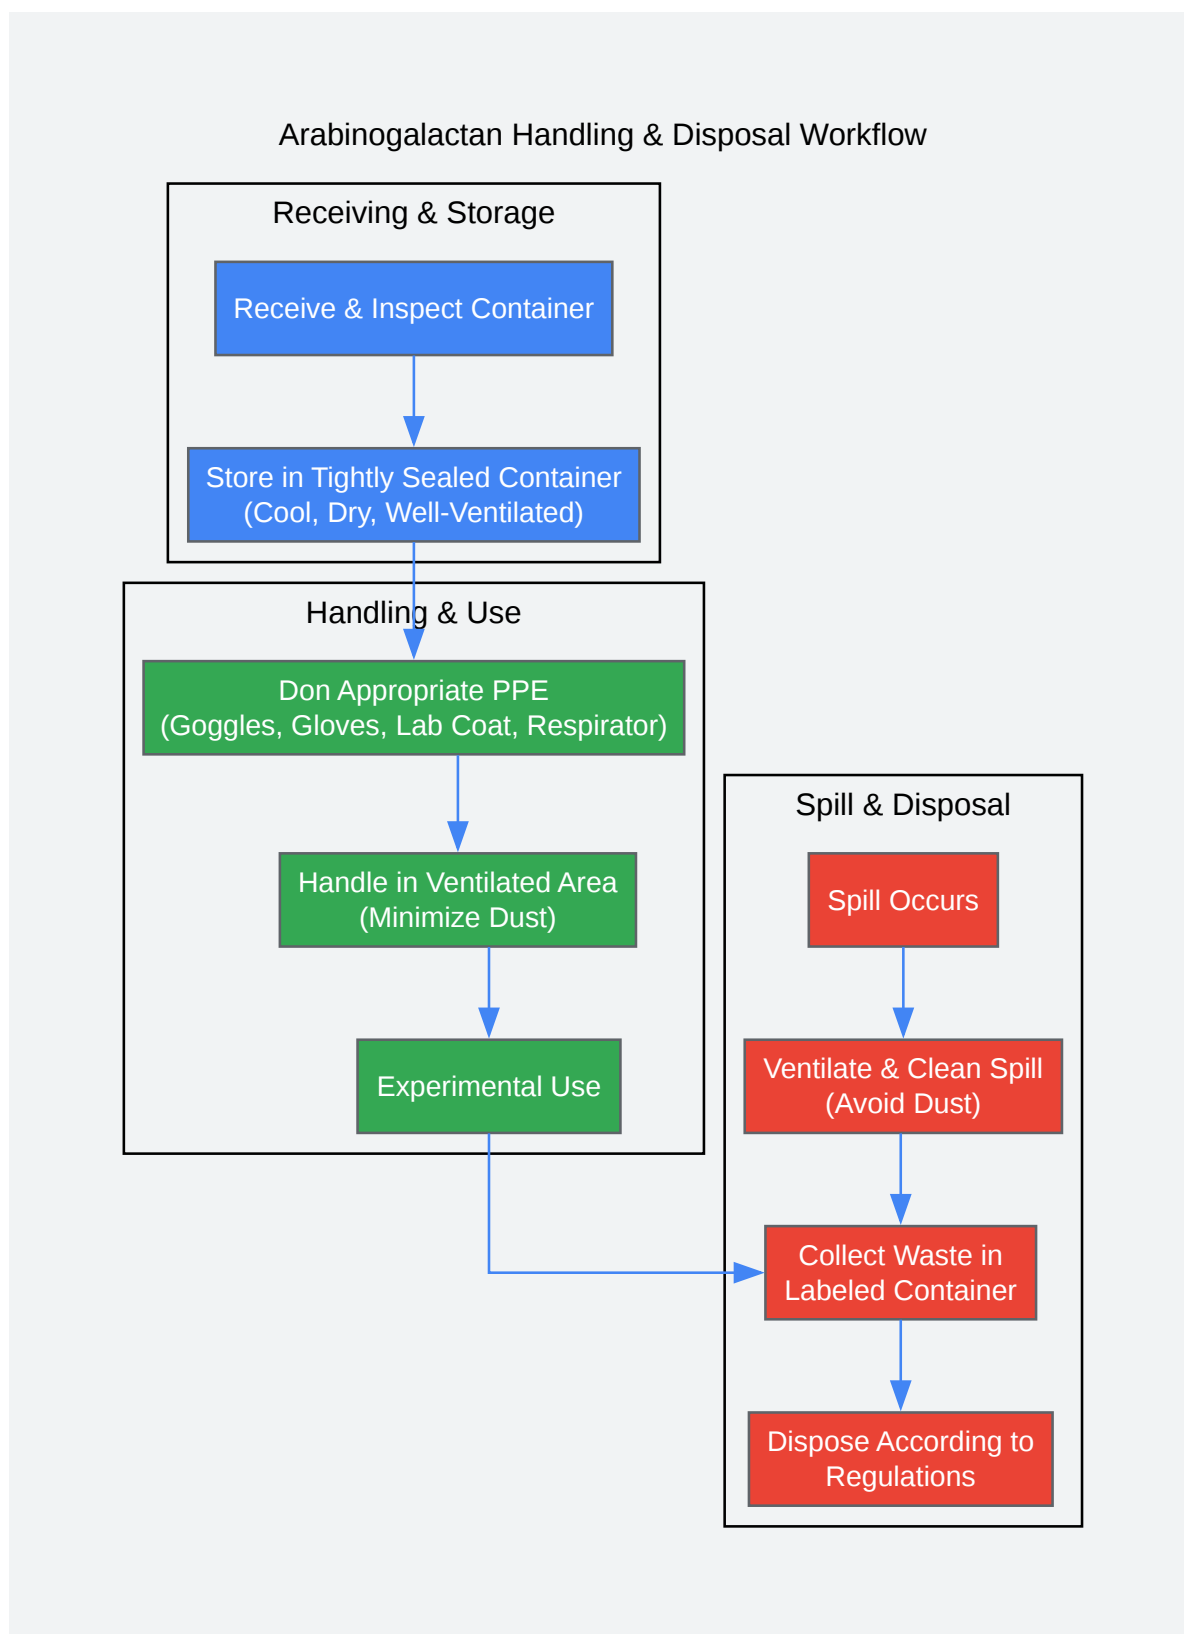 Arabinogalactan Handling & Disposal Workflow
Receiving & Storage
Receive & Inspect Container
Store in Tightly Sealed Container
(Cool, Dry, Well-Ventilated)
Handling & Use
Don Appropriate PPE
(Goggles, Gloves, Lab Coat, Respirator)
Handle in Ventilated Area
(Minimize Dust)
Experimental Use
Spill & Disposal
Spill Occurs
Ventilate & Clean Spill
(Avoid Dust)
Collect Waste in
Labeled Container
Dispose According to
Regulations